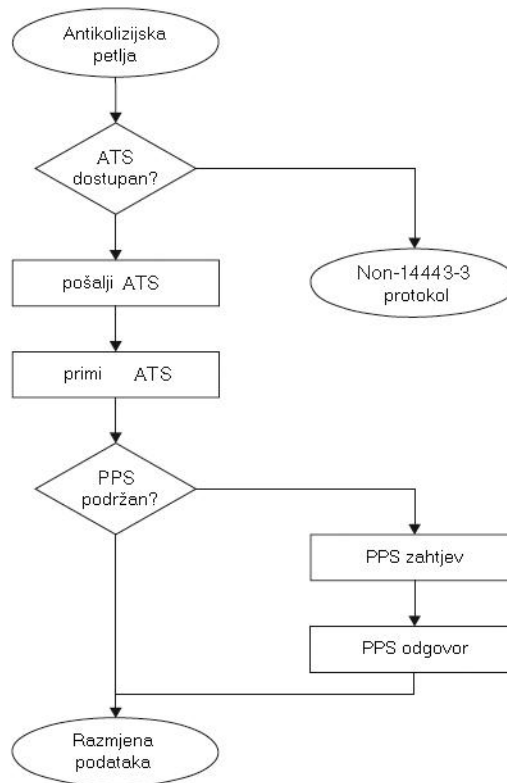 Antikolizijska
petlja
ATS
dostupan?
pošalji ATS
Non-14443-3
protokol
primi ATS
PPS
podržan?
PPS zahtjev
PPS odgovor
Razmjena
podataka